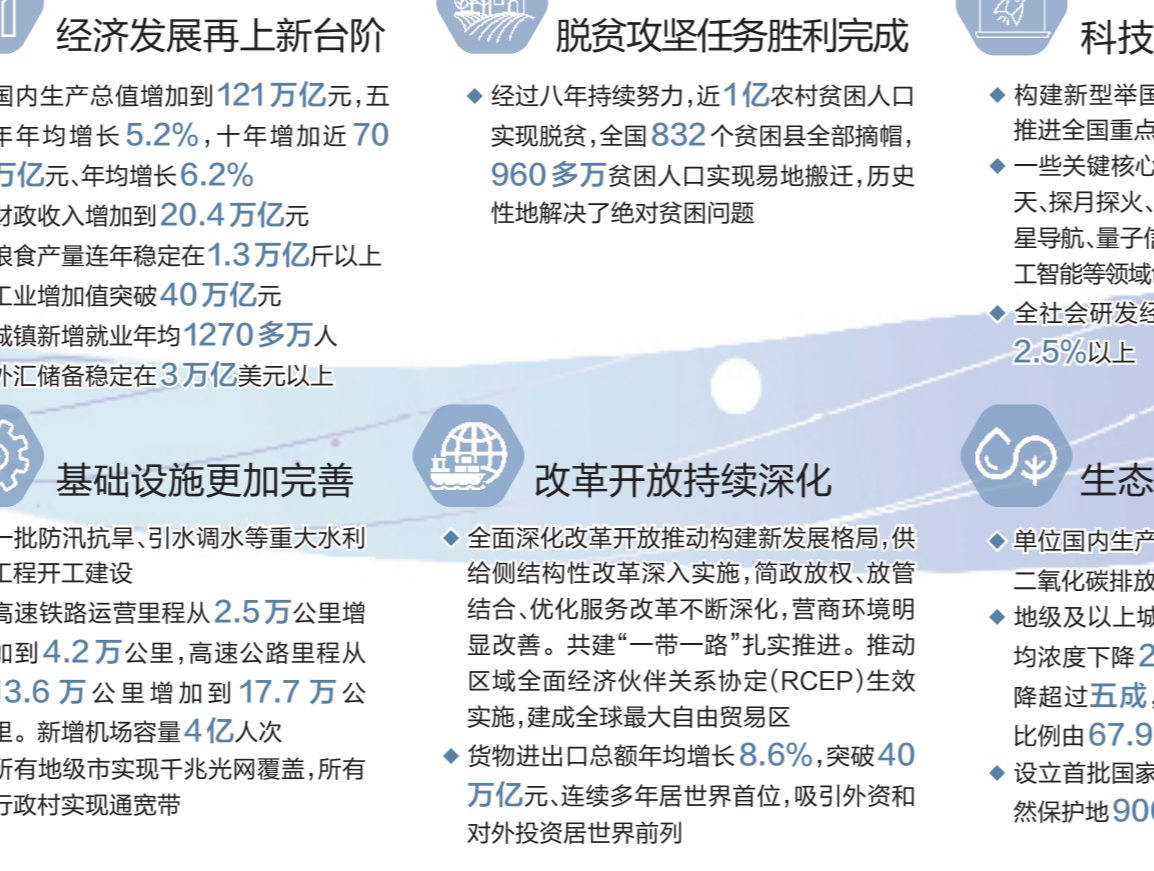 经济发展再上新台阶
国内生产总值增加到121万亿元，五
年年均增长5.2%，十年增加近70
万亿元、年均增长6.2%
财政收入增加到20.4万亿元
粮食产量连年稳定在1.3万亿斤以上
工业增加值突破40万亿元
城镇新增就业年均1270多万人
外汇储备稳定在3万亿美元以上
脱贫攻坚任务胜利完成
◆ 经过八年持续努力，近1亿农村贫困人口
实现脱贫，全国832个贫困县全部摘帽，
960多万贫困人口实现易地搬迁，历史
性地解决了绝对贫困问题
科技
◆ 构建新型举国
推进全国重点
◆ 一些关键核心
天、探月探火、
星导航、量子信
工智能等领域
◆ 全社会研发经
2.5%以上
基础设施更加完善
一批防汛抗旱、引水调水等重大水利
工程开工建设
高速铁路运营里程从2.5万公里增
加到4.2万公里，高速公路里程从
13.6万公里增加到17.7万公
里。新增机场容量4亿人次
所有地级市实现千兆光网覆盖，所有
行政村实现通宽带
改革开放持续深化
◆ 全面深化改革开放推动构建新发展格局，供
给侧结构性改革深入实施，简政放权、放管
结合、优化服务改革不断深化，营商环境明
显改善。共建“一带一路”扎实推进。推动
区域全面经济伙伴关系协定（RCEP）生效
实施，建成全球最大自由贸易区
◆ 货物进出口总额年均增长8.6%，突破40
万亿元、连续多年居世界首位，吸引外资和
对外投资居世界前列
生态
◆ 单位国内生产
二氧化碳排放
◆ 地级及以上城
均浓度下降2
降超过五成，
比例由67.9
◆ 设立首批国家
然保护地900